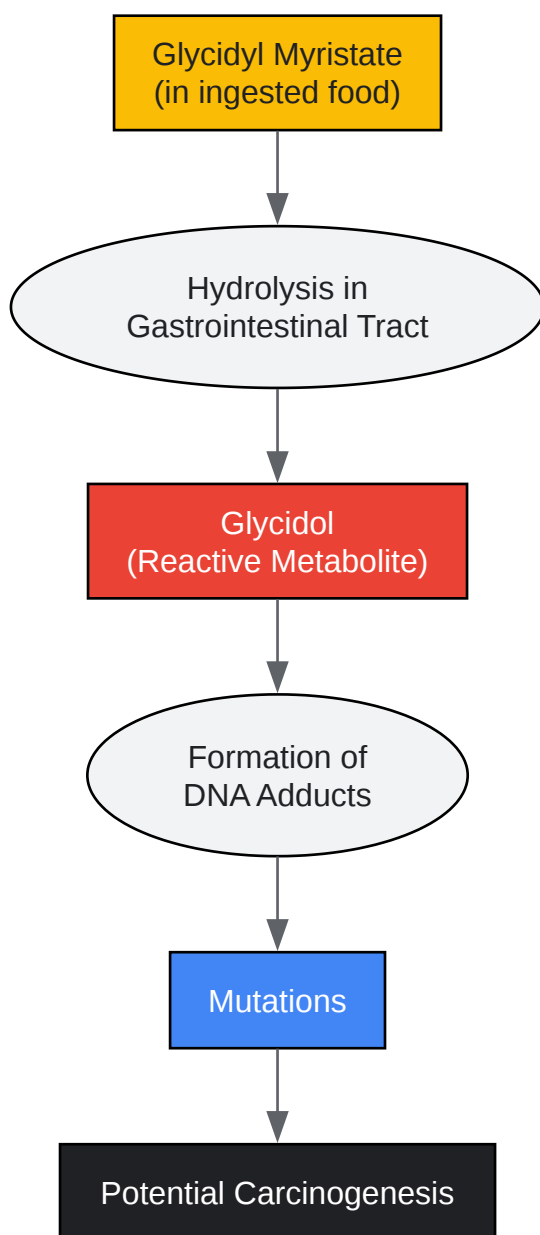 Glycidyl Myristate
(in ingested food)
Hydrolysis in
Gastrointestinal Tract
Glycidol
(Reactive Metabolite)
Formation of
DNA Adducts
Mutations
Potential Carcinogenesis